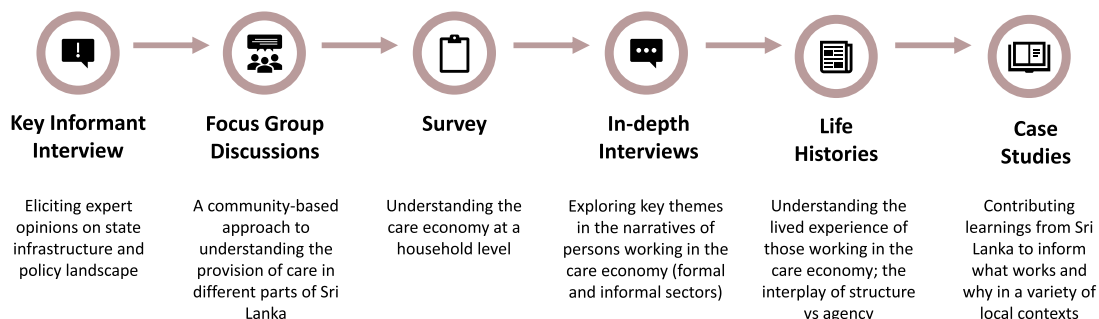 Key Informant
Interview
Focus Group
Discussions
Survey
In-depth
Interviews
Life
Histories
Case
Studies
Eliciting expert
opinions on state
infrastructure and
policy landscape
A community-based
approach to
understanding the
provision of care in
different parts of Sri
Lanka
Understanding the
care economy at a
household level
Exploring key themes
in the narratives of
persons working in the
care economy (formal
and informal sectors)
Understanding the
lived experience of
those working in the
care economy; the
interplay of structure
vs agency
Contributing
learnings from Sri
Lanka to inform
what works and
why in a variety of
local contexts